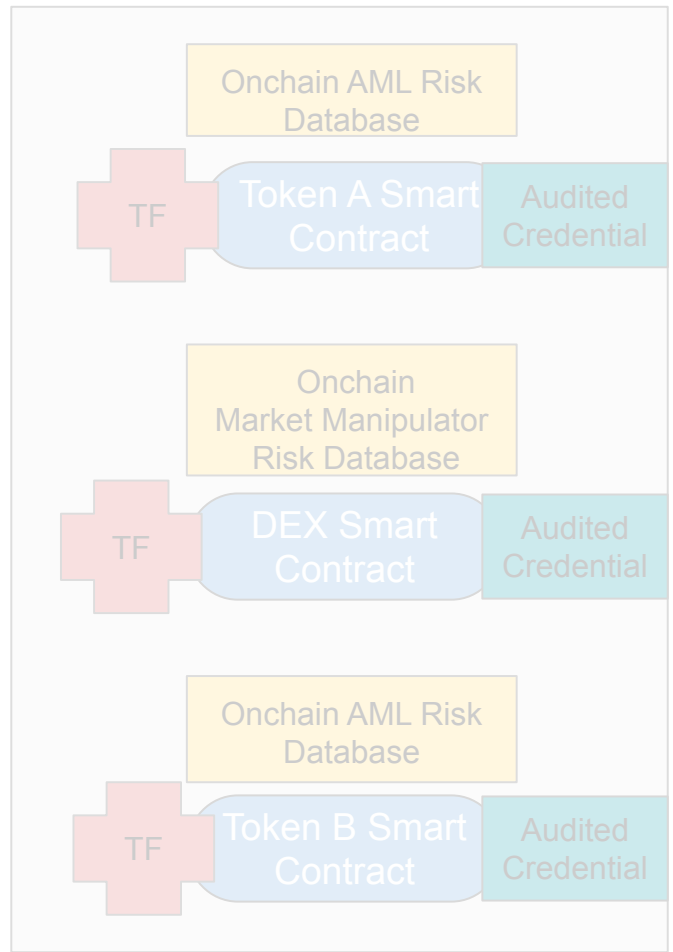 Onchain AML Risk
Database
TF
Token A Smart
Contract
Audited
Credential
Onchain
Market Manipulator
Risk Database
TF
DEX Smart
Contract
Audited
Credential
Onchain AML Risk
Database
TF
Token B Smart
Contract
Audited
Credential